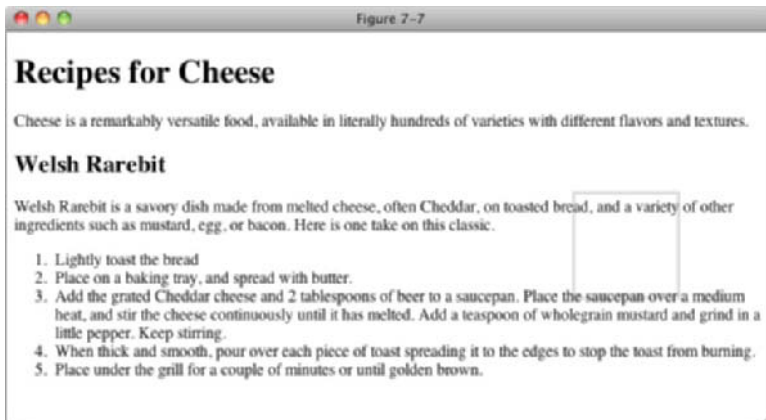 Figure 7-7
Recipes for Cheese
Cheese is a remarkably versatile food, available in literally hundreds of varieties with different flavors and textures.
Welsh Rarebit
Welsh Rarebit is a savory dish made from melted cheese, often Cheddar, on toasted bread, and a variety of other
ingredients such as mustard, egg, or bacon. Here is one take on this classic.
1. Lightly toast the bread
2. Place on a baking tray, and spread with butter.
3. Add the grated Cheddar cheese and 2 tablespoons of beer to a saucepan. Place the saucepan over a medium
heat, and stir the cheese continuously until it has melted. Add a teaspoon of wholegrain mustard and grind in a
little pepper. Keep stirring.
4. When thick and smooth, pour over each piece of toast spreading it to the edges to stop the toast from burning.
5. Place under the grill for a couple of minutes or until golden brown.